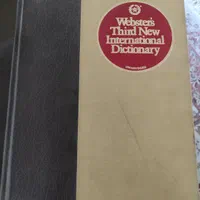 Webster's
Third New
International
Dictionary